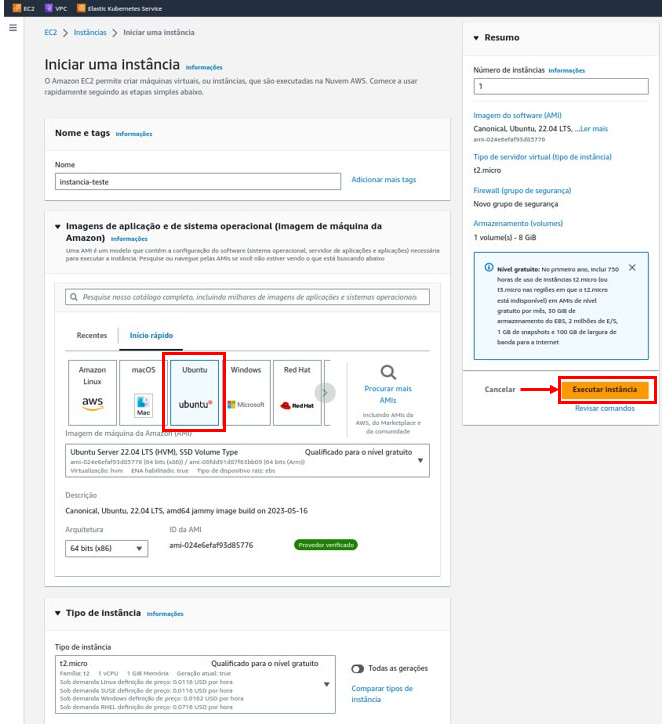 EC2 VPC Elastic Kubernetes Service
EC2 > Instâncias > Iniciar uma instância
Iniciar uma instância Informações
O Amazon EC2 permite criar máquinas virtuais, ou instâncias, que são executadas na Nuvem AWS. Comece a usar
rapidamente seguindo as etapas simples abaixo.
Nome e tags Informações
Nome
instancia-teste
Adicionar mais tags
Imagens de aplicação e de sistema operacional (imagem de máquina da
Amazon) Informações
Uma AMI é um modelo que contém a configuração do software (sistema operacional, servidor de aplicações e aplicações) necessária
para executar a instância. Pesquise ou navegue pelas AMIs se você não estiver vendo o que está buscando abaixo
Pesquise nosso catálogo completo, incluindo milhares de imagens de aplicações e sistemas operacionais
Recentes
Início rápido
Amazon
Linux
aws
macOS
Mac
Ubuntu
ubuntu
Windows
Microsoft
Red Hat
Red Hat
Procurar mais
AMIs
Incluindo AMIs da
AWS, do Marketplace e
da comunidade
Imagem de máquina da Amazon (AMI)
Ubuntu Server 22.04 LTS (HVM), SSD Volume Type Qualificado para o nível gratuito
ami-024e6efaf93d85776 (64 bits (x86)) / ami-08fdd91d87f63bb09 (64 bits (Arm))
Virtualização: hvm ENA habilitado: true Tipo de dispositivo raiz: ebs
Descrição
Canonical, Ubuntu, 22.04 LTS, amd64 jammy image build on 2023-05-16
Arquitetura
64 bits (x86)
ID da AMI
ami-024e6efaf93d85776
Provedor verificado
Tipo de instância Informações
Tipo de instância
t2.micro Qualificado para o nível gratuito
Família: t2 1 vCPU 1 GiB Memória Geração atual: true
Sob demanda Linux definição de preço: 0.0116 USD por hora
Sob demanda SUSE definição de preço: 0.0116 USD por hora
Sob demanda Windows definição de preço: 0.0162 USD por hora
Sob demanda RHEL definição de preço: 0.0716 USD por hora
Todas as gerações
Comparar tipos de
instância
Resumo
Número de instâncias Informações
1
Imagem do software (AMI)
Canonical, Ubuntu, 22.04 LTS, ...Ler mais
ami-024e6efaf93d85776
Tipo de servidor virtual (tipo de instância)
t2.micro
Firewall (grupo de segurança)
Novo grupo de segurança
Armazenamento (volumes)
1 volume(s) - 8 GiB
Nível gratuito: No primeiro ano, inclui 750
horas de uso de instâncias t2.micro (ou
t3.micro nas regiões em que o t2.micro
está indisponível) em AMIs de nível
gratuito por mês, 30 GiB de
armazenamento do EBS, 2 milhões de E/S,
1 GB de snapshots e 100 GB de largura de
banda para a Internet
Cancelar
Executar instância
Revisar comandos